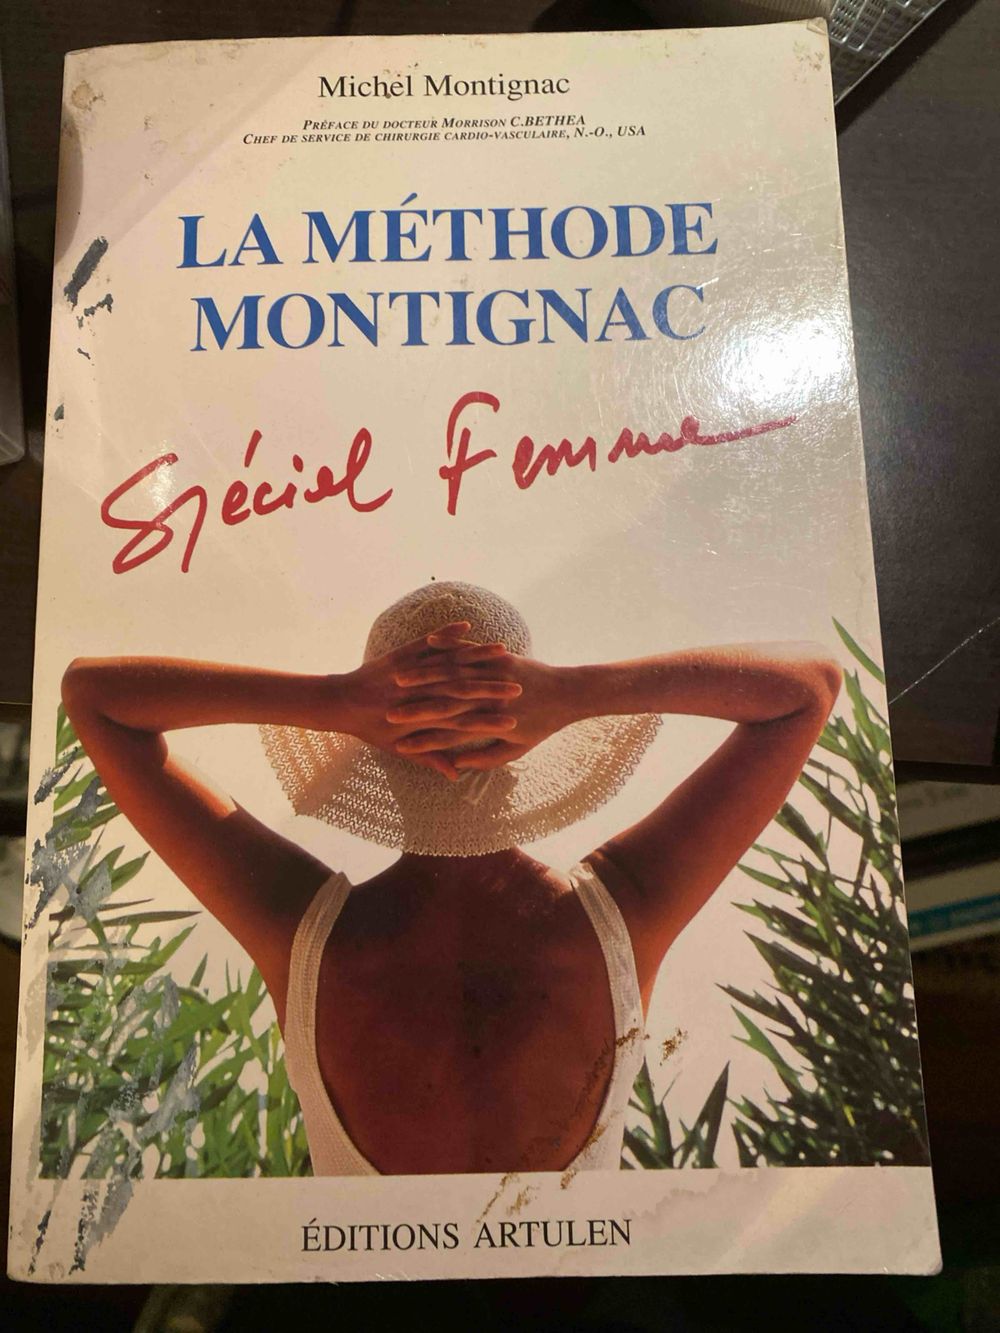 Michel Montignac
PRÉFACE DU DOCTEUR MORRISON C.BETHEA
CHEF DE SERVICE DE CHIRURGIE CARDIO-VASCULAIRE, N.-O., USA
LA MÉTHODE
MONTIGNAC
Spécial Femme
ÉDITIONS ARTULEN